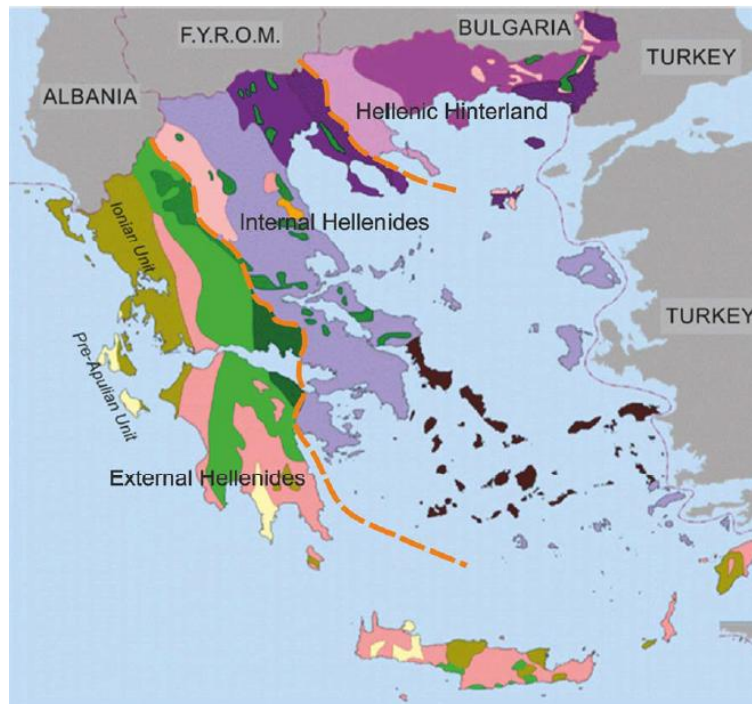 F.Y.R.O.M.
BULGARIA
TURKEY
ALBANIA
Hellenic Hinterland
Internal Hellenides
Ionian Unit
TURKEY
Pre-Apulian Unit
External Hellenides